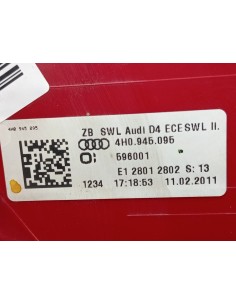 4H0 945 095
ZB SWL Audi D4 ECE SWL II.
4H0.945.095
596001
E1 2801 2802 S: 13
1234 17:18:53 11.02.2011